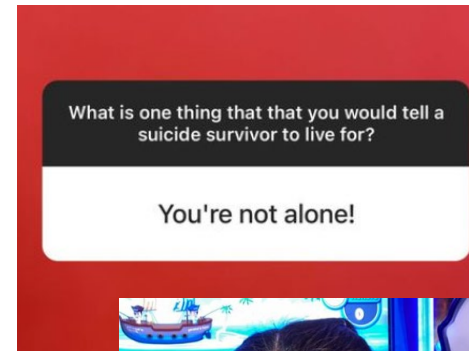 What is one thing that that you would tell a
suicide survivor to live for?
You're not alone!